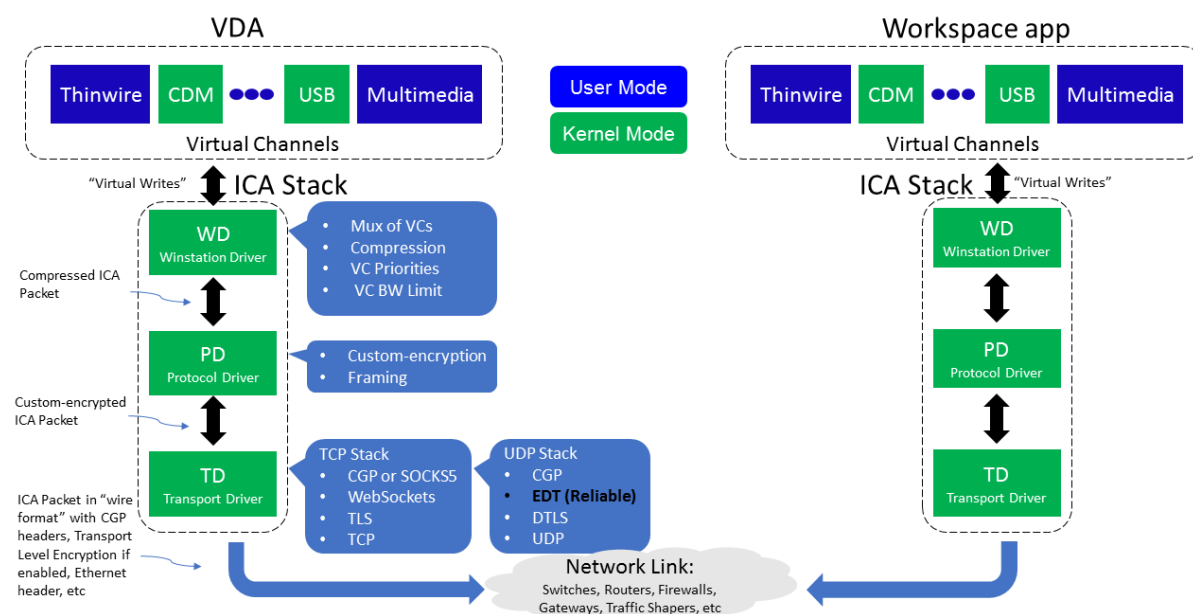 VDA
Thinwire
CDM
USB
Multimedia
Virtual Channels
User Mode
Kernel Mode
Workspace app
Thinwire
CDM
USB
Multimedia
Virtual Channels
“Virtual Writes”
ICA Stack
WD
Winstation Driver
• Mux of VCs
• Compression
• VC Priorities
• VC BW Limit
Compressed ICA
Packet
PD
Protocol Driver
• Custom-encryption
• Framing
Custom-encrypted
ICA Packet
TD
Transport Driver
TCP Stack
• CGP or SOCKS5
• WebSockets
• TLS
• TCP
UDP Stack
• CGP
• EDT (Reliable)
• DTLS
• UDP
ICA Packet in “wire
format” with CGP
headers, Transport
Level Encryption if
enabled, Ethernet
header, etc
Network Link:
Switches, Routers, Firewalls,
Gateways, Traffic Shapers, etc
ICA Stack
“Virtual Writes”
WD
Winstation Driver
PD
Protocol Driver
TD
Transport Driver